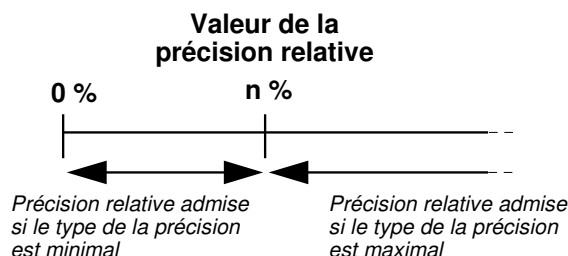 Valeur de la
précision relative
0 %
n %
Précision relative admise
si le type de la précision
est minimal
Précision relative admise
si le type de la précision
est maximal